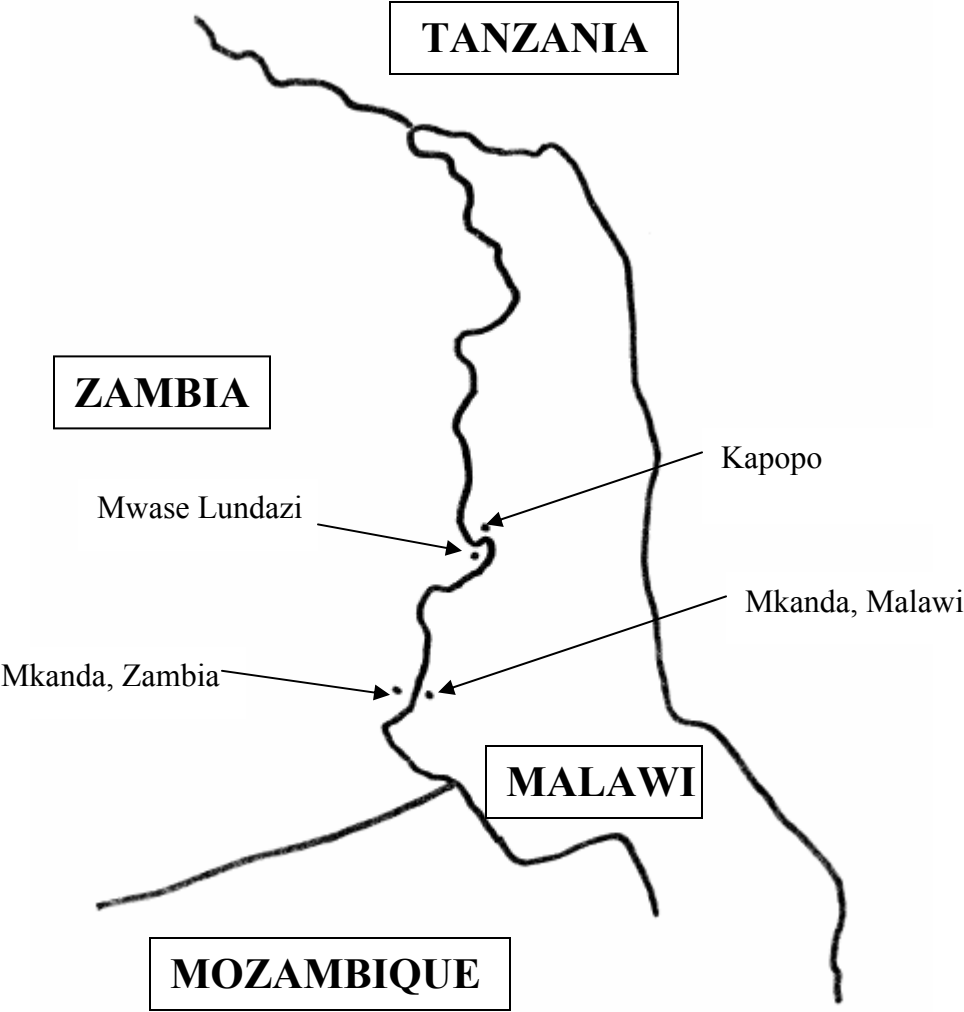 TANZANIA
ZAMBIA
Kapopo
Mwase Lundazi
Mkanda, Malawi
Mkanda, Zambia
MALAWI
MOZAMBIQUE